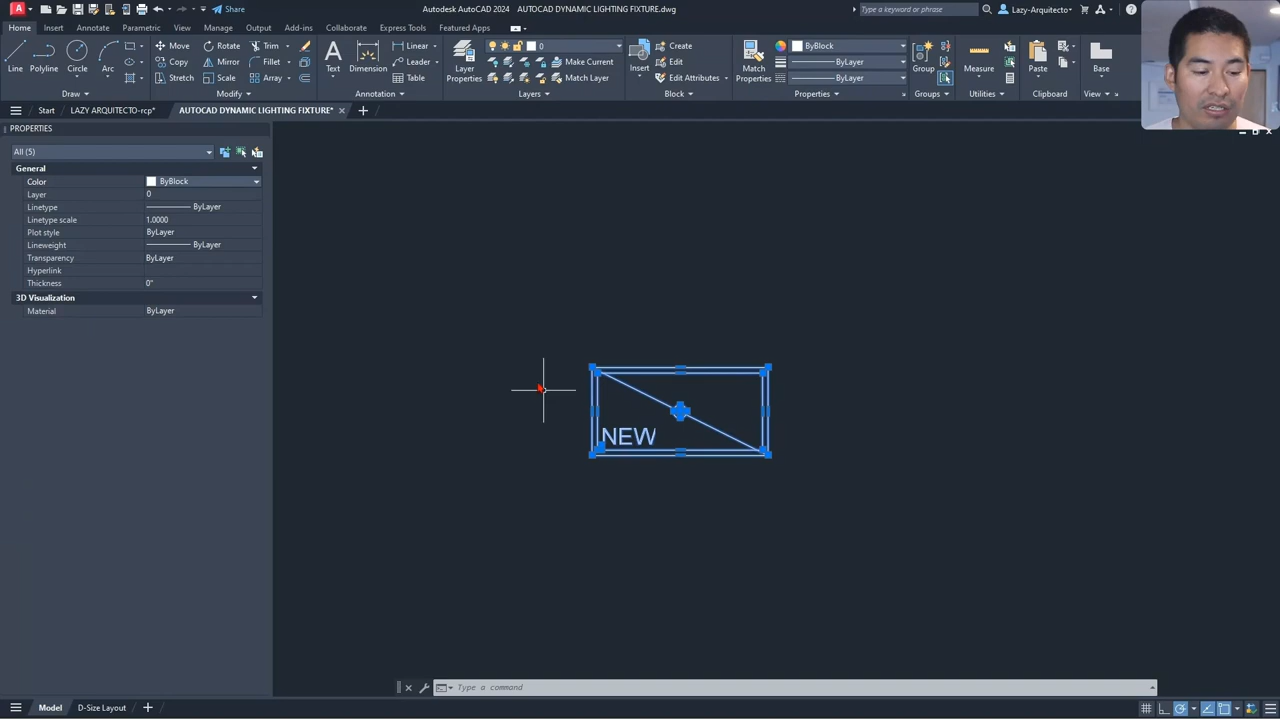 Share
Autodesk AutoCAD 2024 AUTOCAD DYNAMIC LIGHTING FIXTURE.dwg
Type a keyword or phrase
Lazy-Arquitecto
Home Insert Annotate Parametric View Manage Output Add-ins Collaborate Express Tools Featured Apps
Line Polyline Circle Arc
Move Rotate Trim
Copy Mirror Fillet
Stretch Scale Array
Text Dimension
Linear
Leader
Table
Layer Properties
0
Make Current
Match Layer
Insert
Create
Edit
Edit Attributes
Match Properties
ByBlock
ByLayer
ByLayer
Group
Measure
Paste
Base
Draw Modify Annotation Layers Block Properties Groups Utilities Clipboard View
Start LAZY ARQUITECTO-rcp* AUTOCAD DYNAMIC LIGHTING FIXTURE*
PROPERTIES
All (5)
General
Color ByBlock
Layer 0
Linetype ByLayer
Linetype scale 1.0000
Plot style ByLayer
Lineweight ByLayer
Transparency ByLayer
Hyperlink
Thickness 0"
3D Visualization
Material ByLayer
NEW
Type a command
Model D-Size Layout